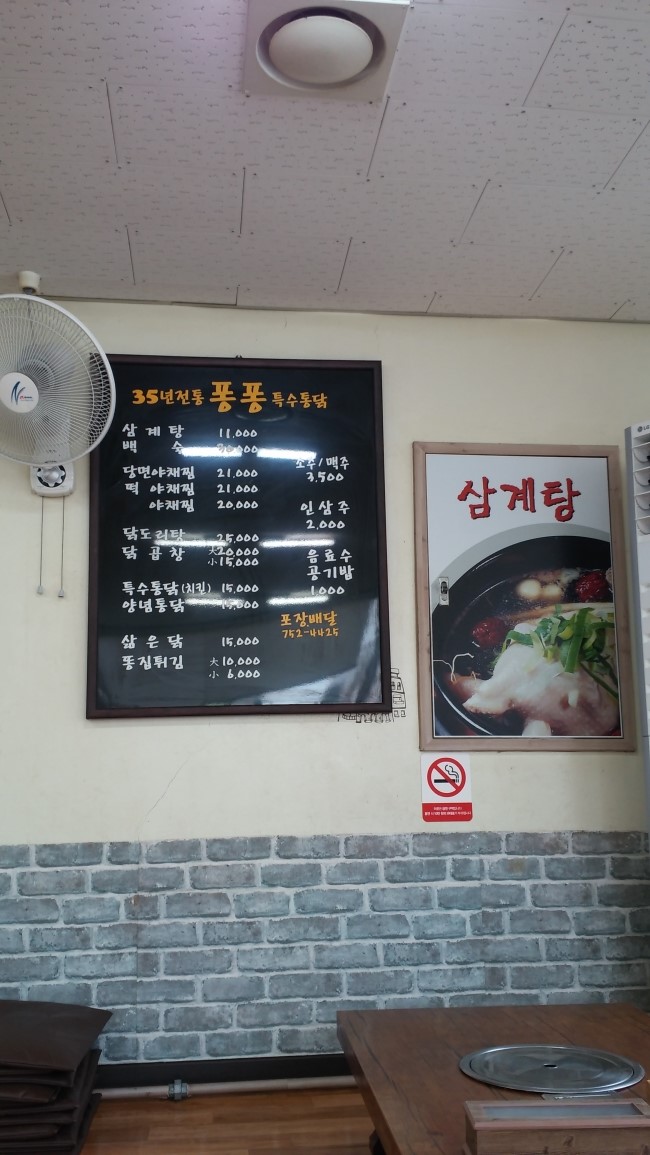 35년전통 퐁퐁 특수통닭
삼계탕 11,000
백숙
당면야채찜 21,000
떡 야채찜 21,000
야채찜 20,000
닭도리탕 25,000
닭곱창 大20,000
小15,000
특수통닭(치킨) 15,000
양념통닭 15,000
삶은닭 15,000
똥집튀김 大10,000
小 6,000
소주/맥주
3,500
인삼주
2,000
음료수
공기밥
1,000
포장배달
752-4425
삼계탕
LG